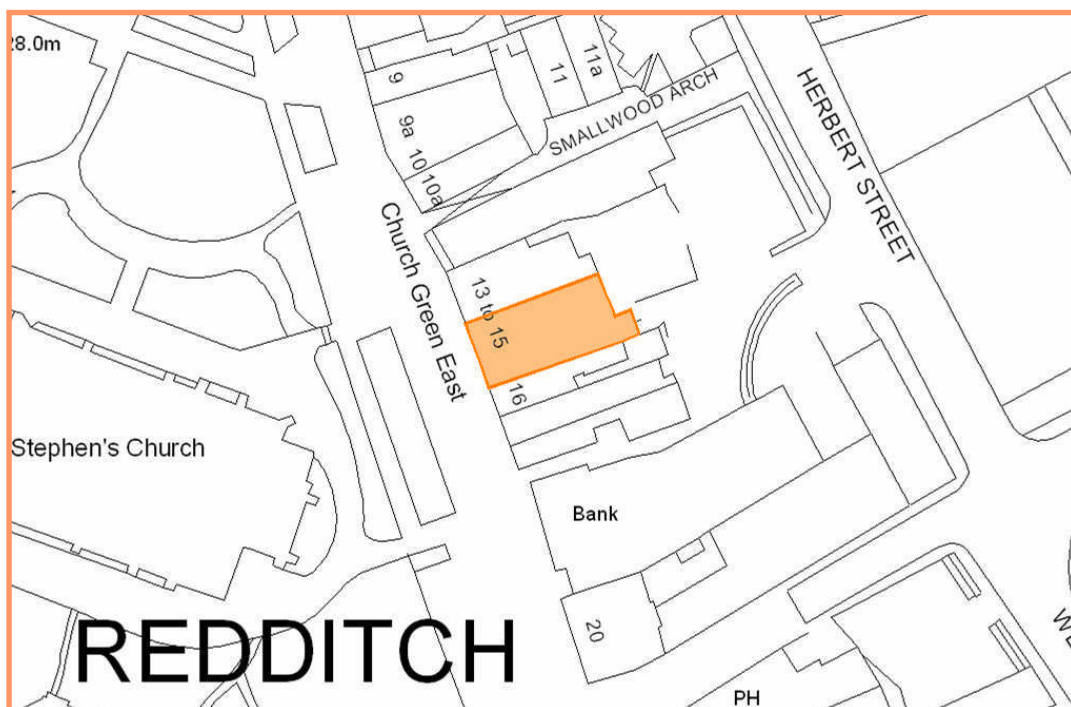 28.0m
9
11
11a
SMALLWOOD ARCH
HERBERT STREET
9a
10
10a
Church Green East
13 to 15
16
Stephen's Church
Bank
20
REDDITCH
PH